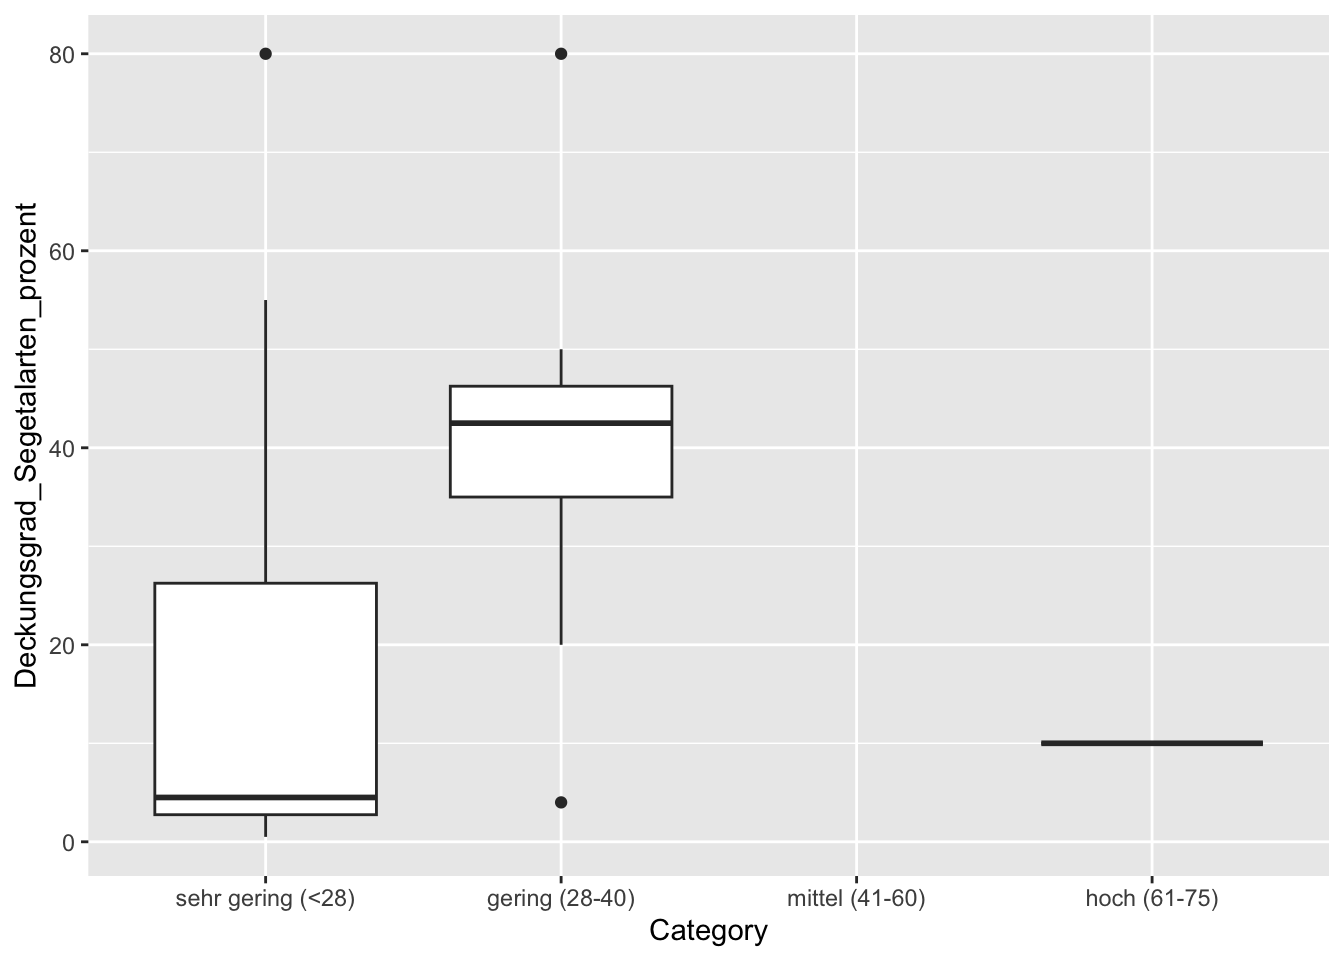 Deckungsgrad_Segetalarten_prozent
80
60
40
20
0
sehr gering (<28) gering (28-40) mittel (41-60) hoch (61-75)
Category